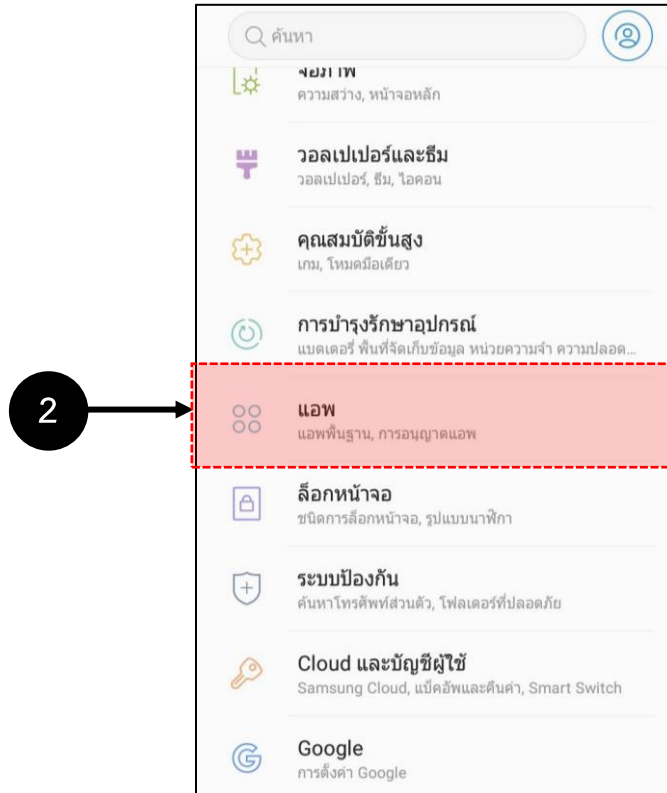 ค้นหา
จอภาพ
ความสว่าง, หน้าจอหลัก
วอลเปเปอร์และธีม
วอลเปเปอร์, ธีม, ไอคอน
คุณสมบัติขั้นสูง
เกม, โหมดมือเดียว
การบำรุงรักษาอุปกรณ์
แบตเตอรี่ พื้นที่จัดเก็บข้อมูล หน่วยความจำ ความปลอด...
2
แอพ
แอพพื้นฐาน, การอนุญาตแอพ
ล็อกหน้าจอ
ชนิดการล็อกหน้าจอ, รูปแบบนาฬิกา
ระบบป้องกัน
ค้นหาโทรศัพท์ส่วนตัว, โฟลเดอร์ที่ปลอดภัย
Cloud และบัญชีผู้ใช้
Samsung Cloud, แบ็คอัพและคืนค่า, Smart Switch
Google
การตั้งค่า Google